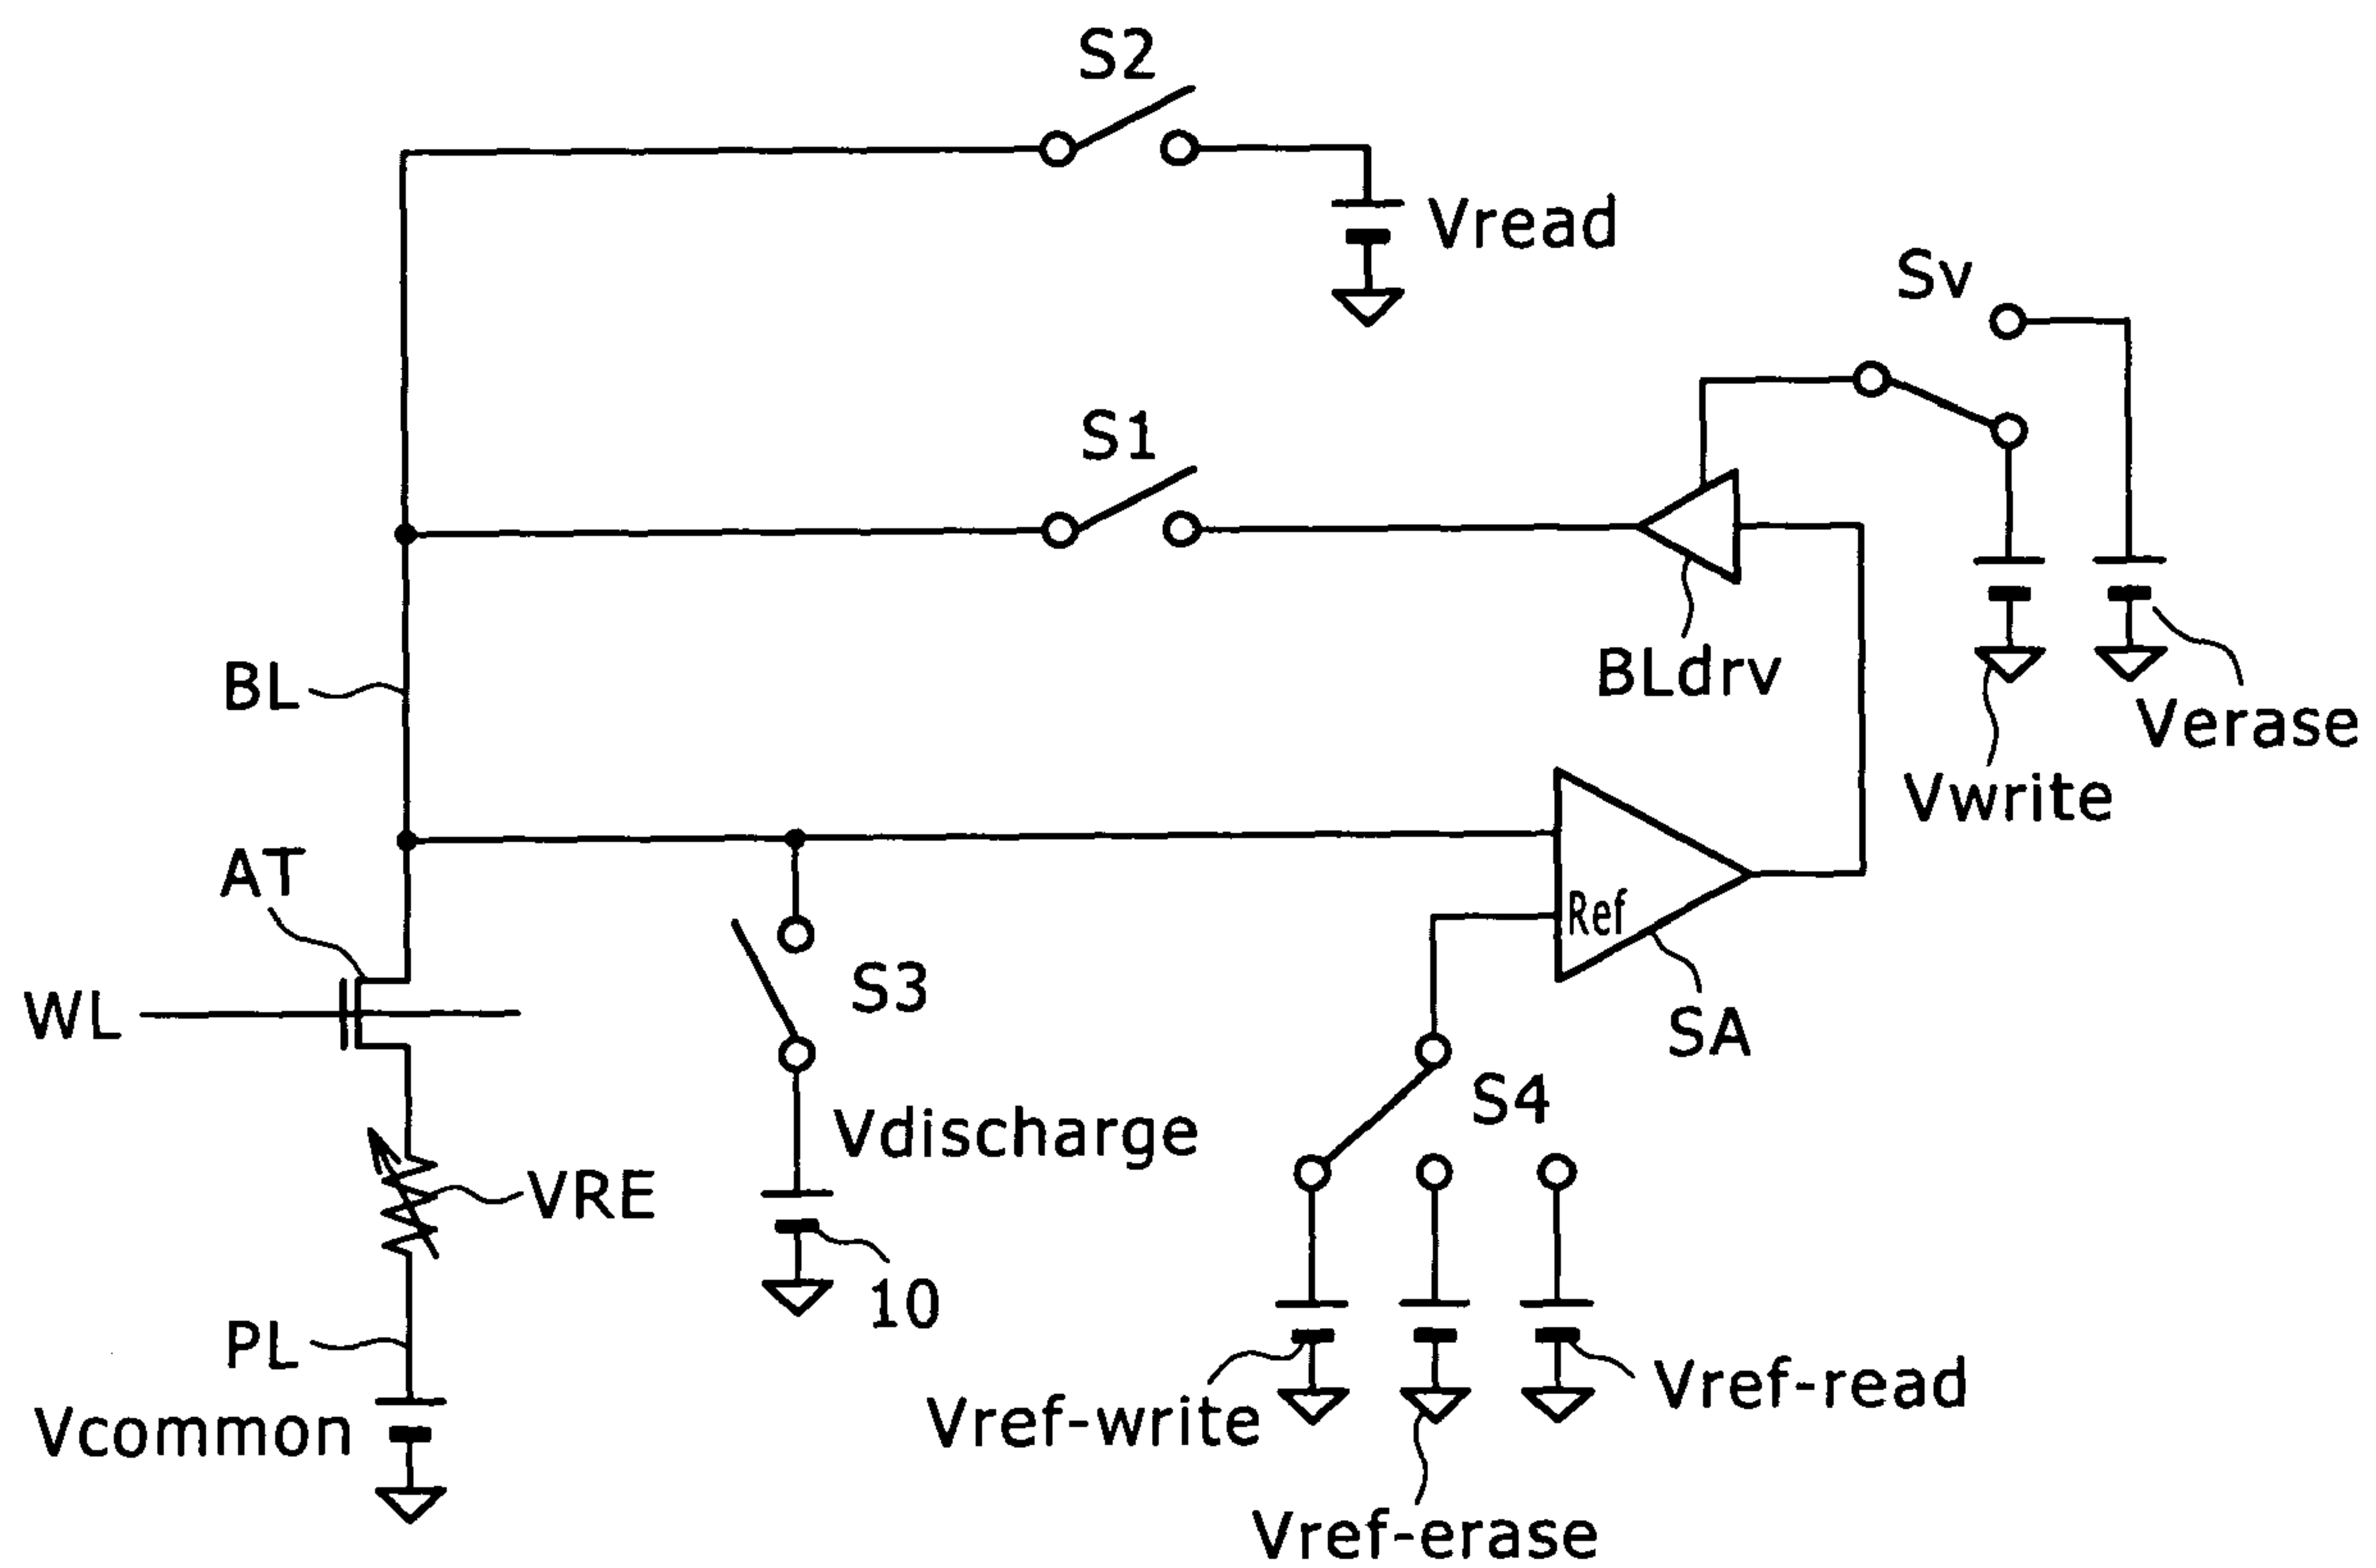 S2
Vread
Sv
S1
BL
BLdrv
Verase
Vwrite
AT
Ref
WL
S3
SA
S4
Vdischarge
VRE
10
PL
Vref-read
Vcommon
Vref-write
Vref-erase